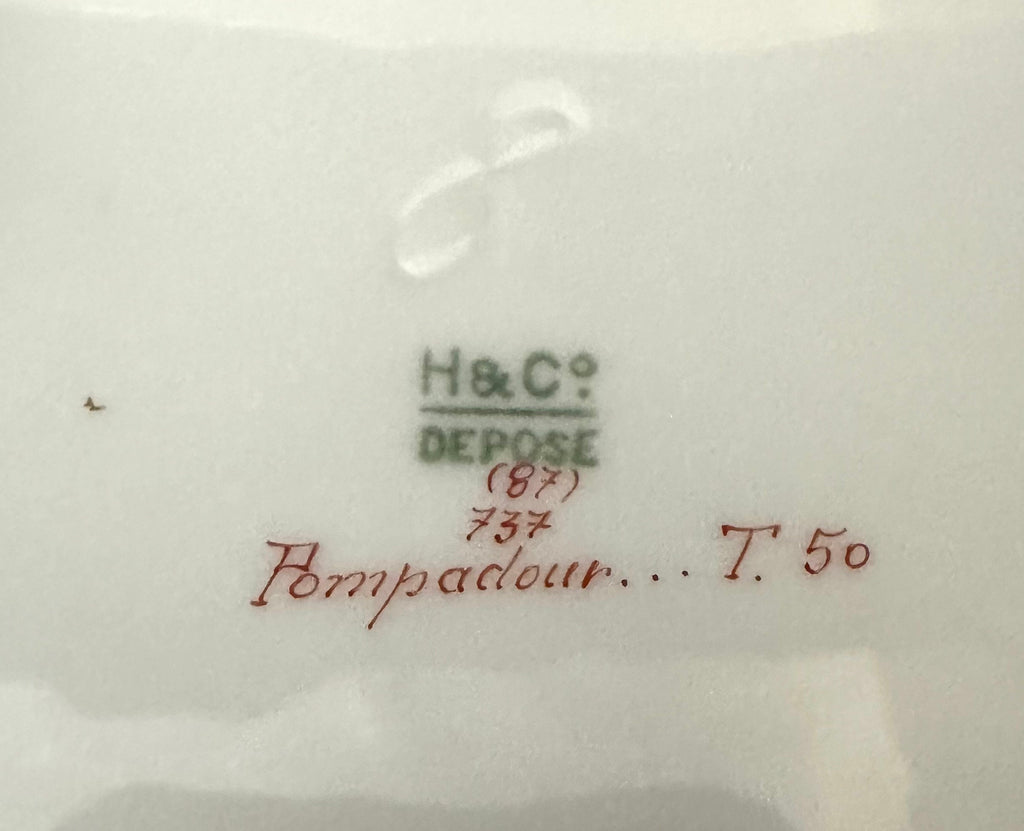 H & Cº
DEPOSE
(87)
737
Pompadour... T. 50